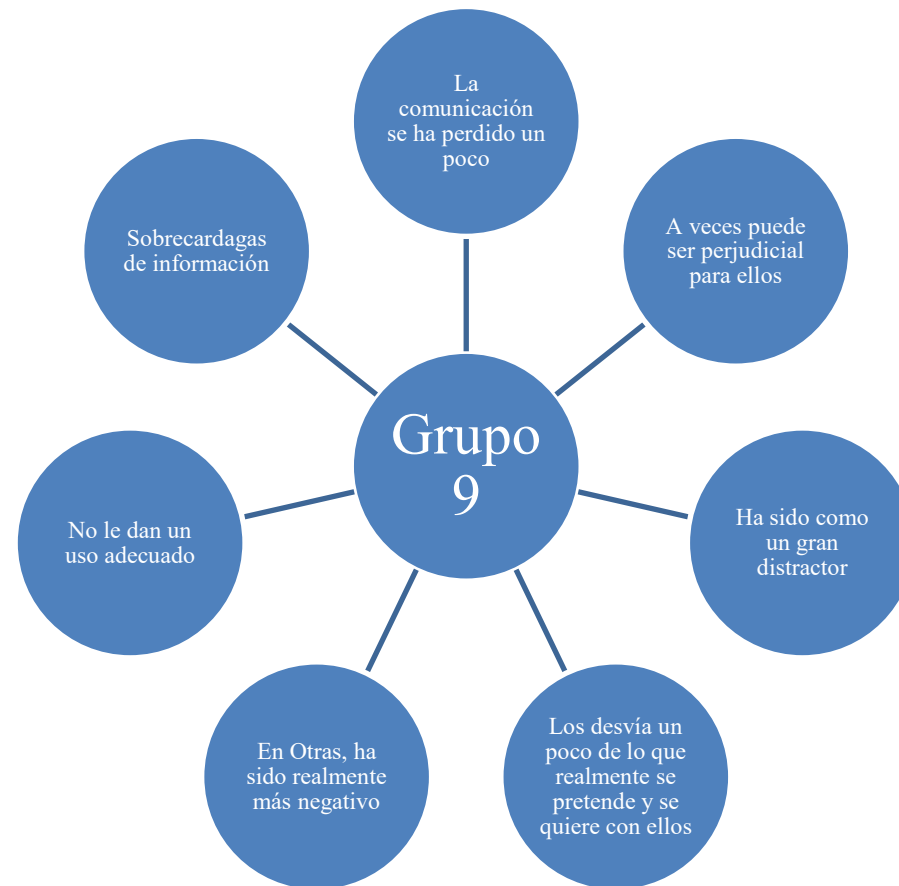 La
comunicación
se ha perdido un
poco
A veces puede
ser perjudicial
para ellos
Ha sido como
un gran
distractor
Los desvía un
poco de lo que
realmente se
pretende y se
quiere con ellos
En Otras, ha
sido realmente
más negativo
No le dan un
uso adecuado
Sobrecardagas
de información
Grupo
9